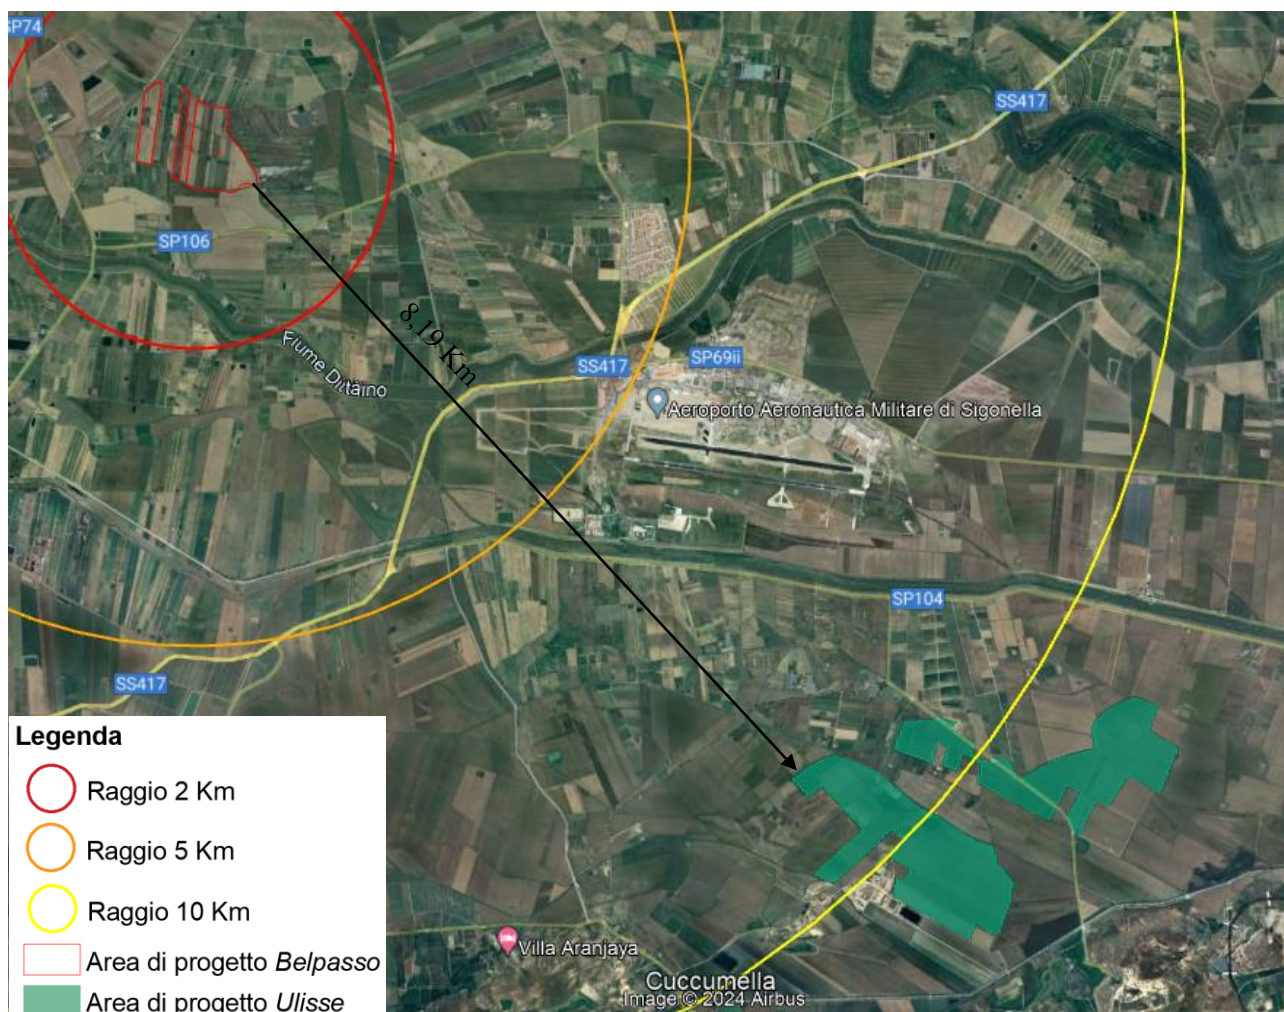 SP74
SS417
SP106
8,19 Km
Fiume Dittàino
SS417
SP69ii
Aeroporto Aeronautica Militare di Sigonella
SP104
SS417
Legenda
Raggio 2 Km
Raggio 5 Km
Raggio 10 Km
Area di progetto Belpasso
Area di progetto Ulisse
Villa Aranjaya
Cuccumella
Image © 2024 Airbus